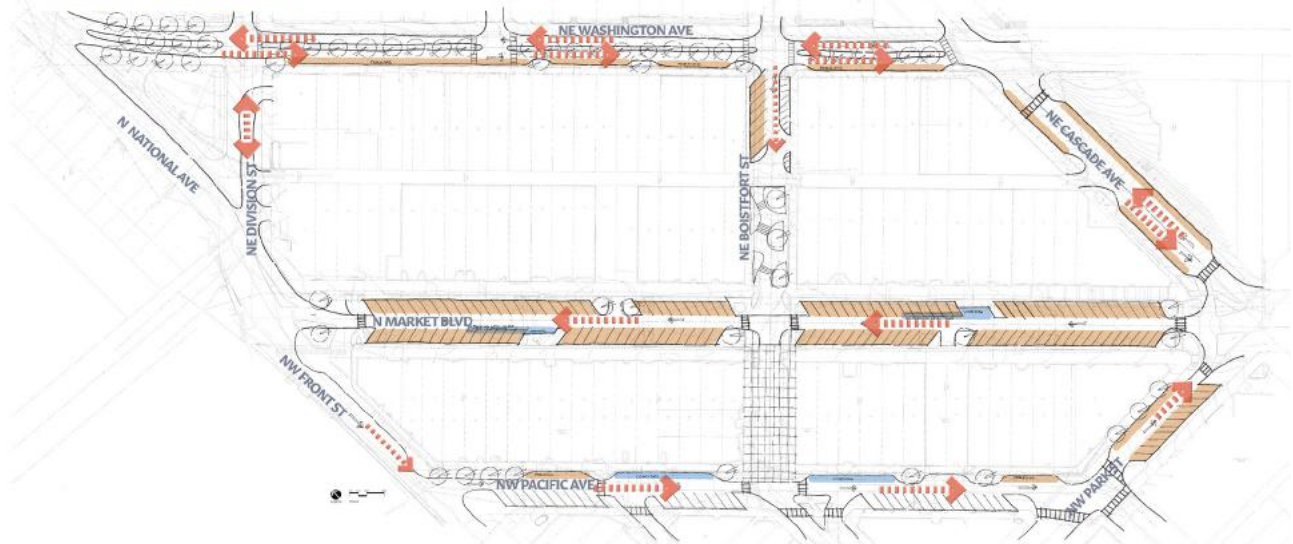 NE WASHINGTON AVE
N NATIONAL AVE
NE DIVISION ST
NE BOISTFORT ST
NE CASCADE AVE
N MARKET BLVD
NW FRONT ST
NW PACIFIC AVE
NW PARK ST